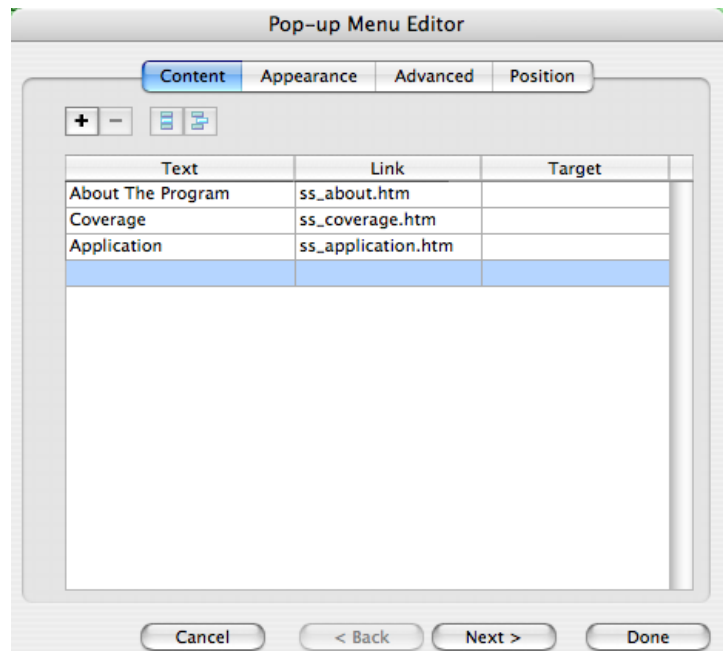 Pop-up Menu Editor
Content Appearance Advanced Position
+ −
Text Link Target
About The Program ss_about.htm
Coverage ss_coverage.htm
Application ss_application.htm
Cancel < Back Next > Done